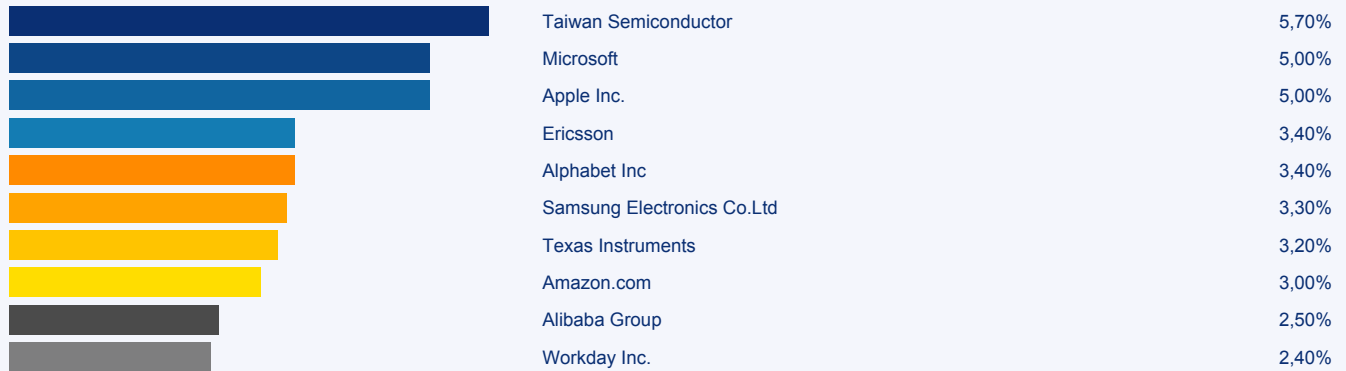 Taiwan Semiconductor 5,70%
Microsoft 5,00%
Apple Inc. 5,00%
Ericsson 3,40%
Alphabet Inc 3,40%
Samsung Electronics Co.Ltd 3,30%
Texas Instruments 3,20%
Amazon.com 3,00%
Alibaba Group 2,50%
Workday Inc. 2,40%